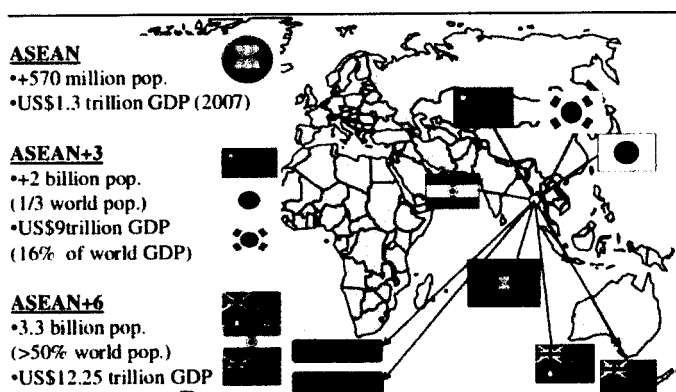 ASEAN
•+570 million pop.
•US$1.3 trillion GDP (2007)
ASEAN+3
•+2 billion pop.
(1/3 world pop.)
•US$9trillion GDP
(16% of world GDP)
ASEAN+6
•3.3 billion pop.
(>50% world pop.)
•US$12.25 trillion GDP